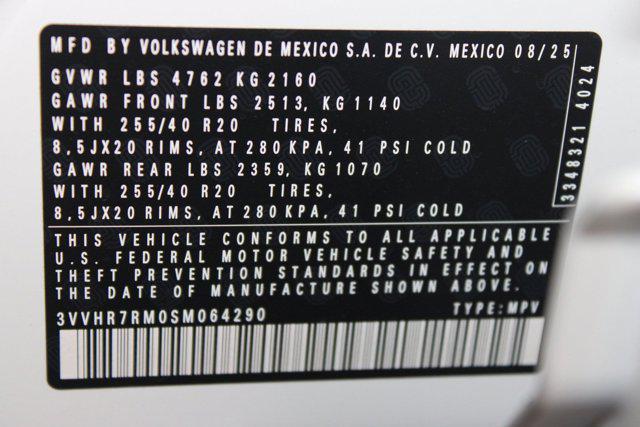 MFD BY VOLKSWAGEN DE MEXICO S.A. DE C.V. MEXICO 08/25
GVWR LBS 4762 KG 2160
GAWR FRONT LBS 2513, KG 1140
WITH 255/40 R20 TIRES,
8,5JX20 RIMS, AT 280 KPA, 41 PSI COLD
GAWR REAR LBS 2359, KG 1070
WITH 255/40 R20 TIRES,
8,5JX20 RIMS, AT 280 KPA, 41 PSI COLD
3348321 4024
THIS VEHICLE CONFORMS TO ALL APPLICABLE
U.S. FEDERAL MOTOR VEHICLE SAFETY AND
THEFT PREVENTION STANDARDS IN EFFECT ON
THE DATE OF MANUFACTURE SHOWN ABOVE.
3VVHR7RM0SM064290 TYPE:MPV